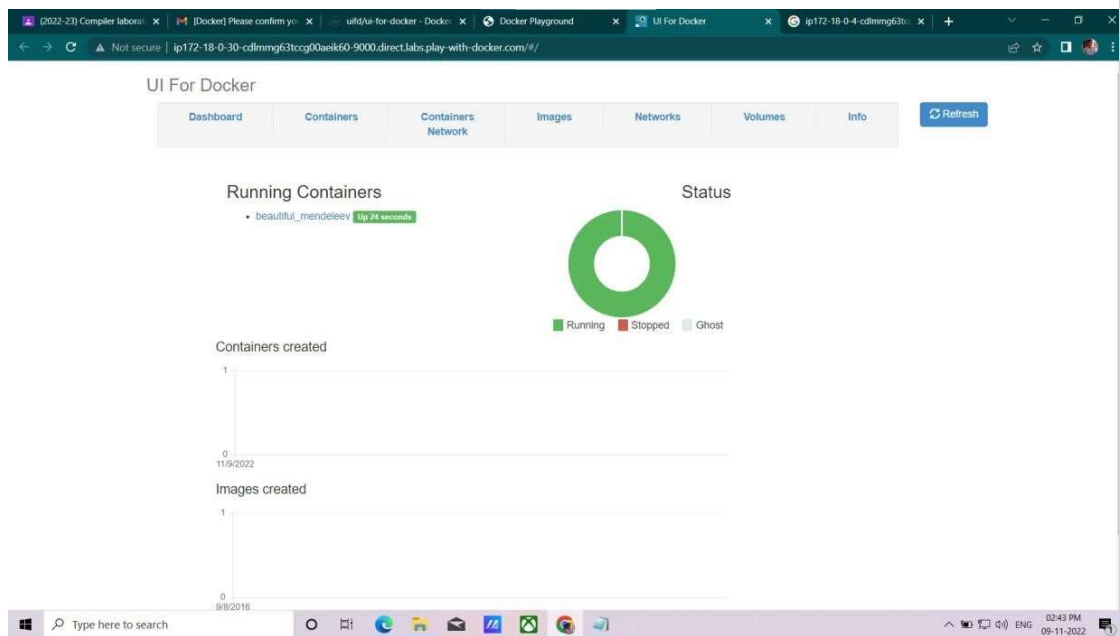 (2022-23) Compiler laborat
[Docker] Please confirm yo
uifd/ui-for-docker - Docker
Docker Playground
UI For Docker
ip172-18-0-4-cdlmmg63tc
Not secure | ip172-18-0-30-cdlmmg63tccg00aeik60-9000.direct.labs.play-with-docker.com/#/
UI For Docker
Dashboard
Containers
Containers
Network
Images
Networks
Volumes
Info
Refresh
Running Containers
beautiful_mendeleev Up 24 seconds
Status
Running Stopped Ghost
Containers created
1
0
11/9/2022
Images created
1
0
9/8/2016
Type here to search
ENG
02:43 PM
09-11-2022